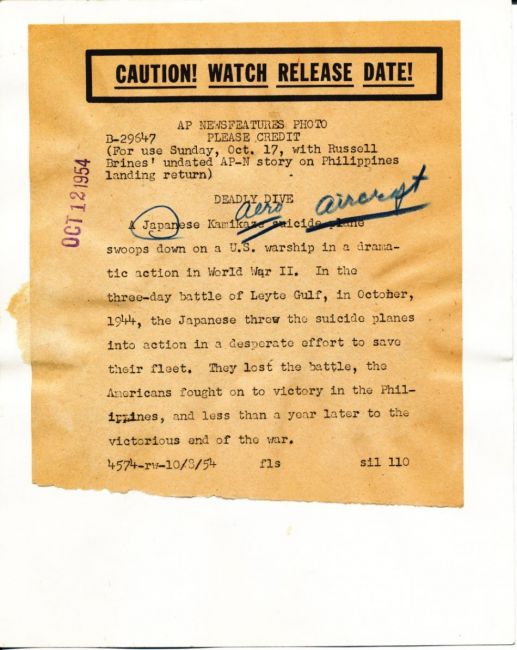 CAUTION! WATCH RELEASE DATE!
AP NEWSFEATURES PHOTO
B-29647 PLEASE CREDIT
(For use Sunday, Oct. 17, with Russell
Brines' undated AP-N story on Philippines
landing return)
OCT 12 1954
DEADLY DIVE
Aero aircraft
A Japanese Kamikaze suicide plane
swoops down on a U.S. warship in a drama-
tic action in World War II. In the
three-day battle of Leyte Gulf, in October,
1944, the Japanese threw the suicide planes
into action in a desperate effort to save
their fleet. They lost the battle, the
Americans fought on to victory in the Phil-
ippines, and less than a year later to the
victorious end of the war.
4574-rw-10/8/54 fls sil 110